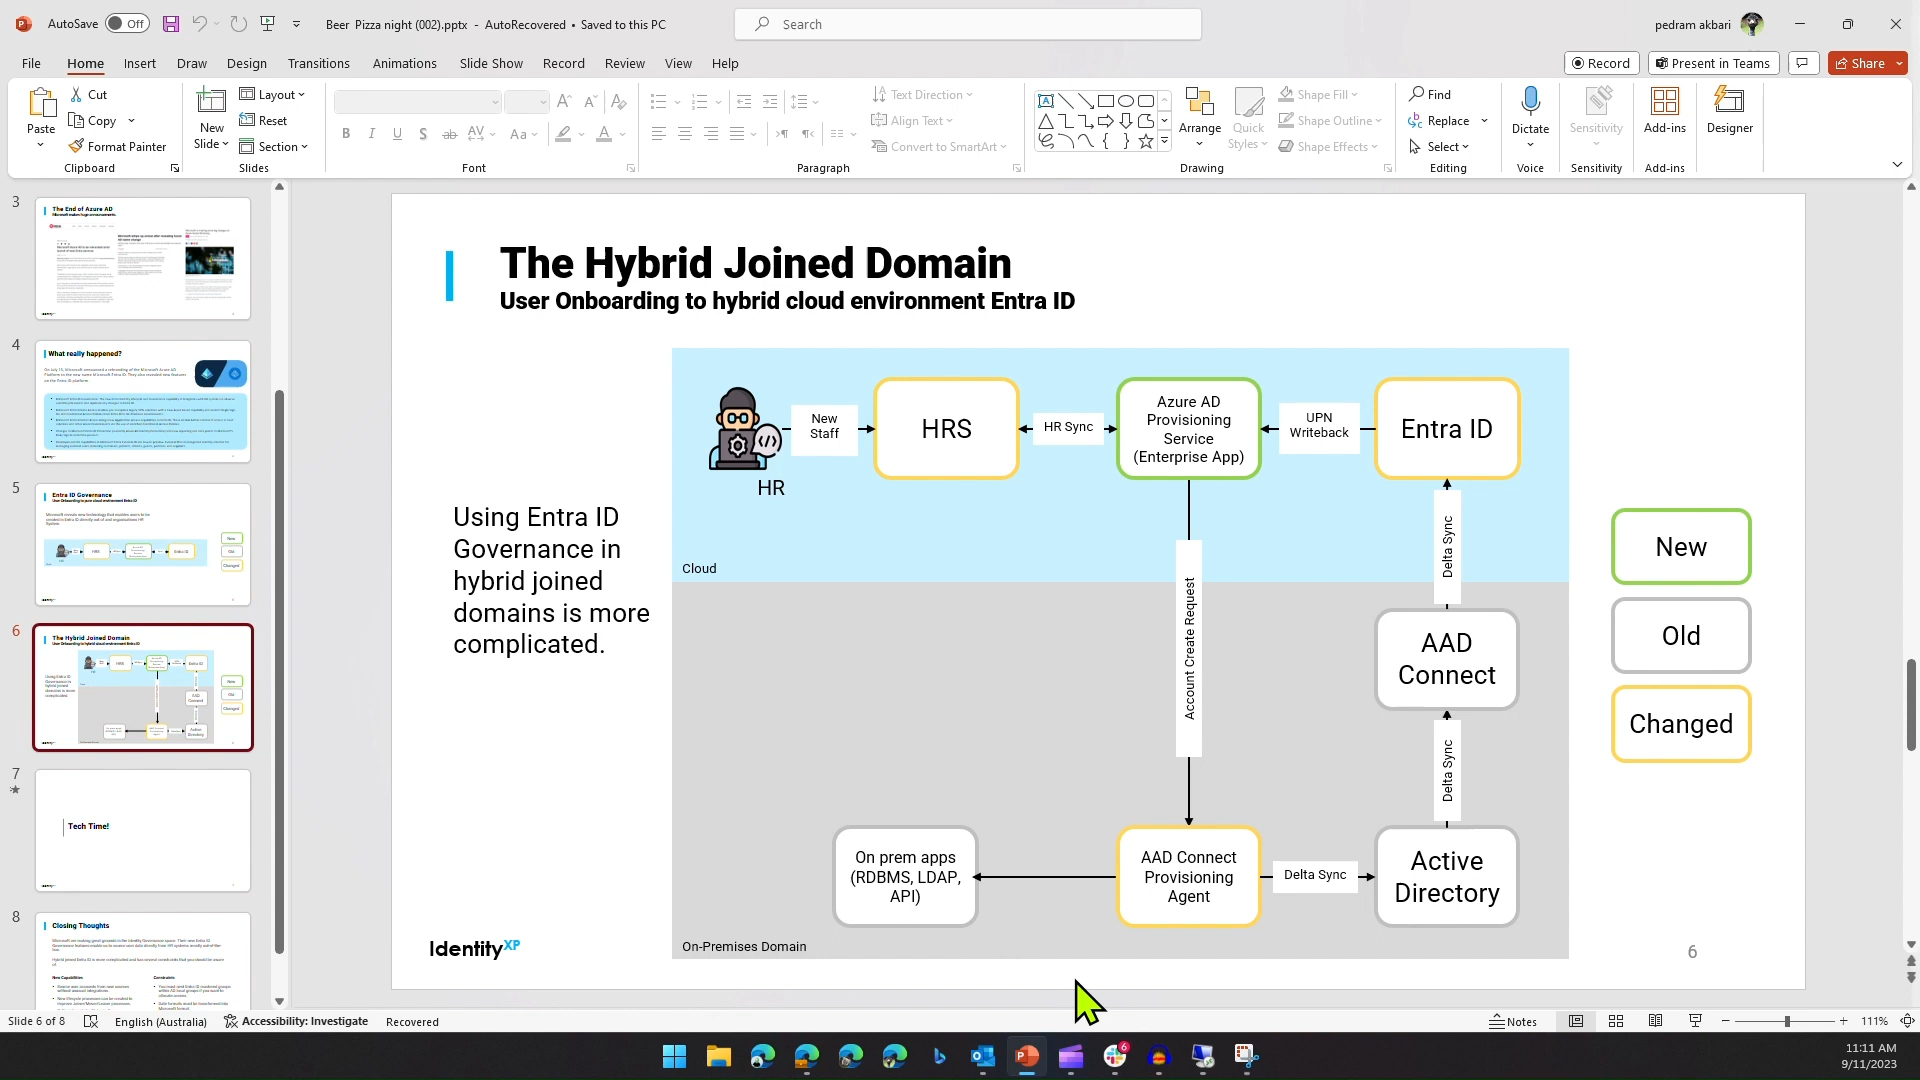 AutoSave Off
Beer Pizza night (002).pptx - AutoRecovered • Saved to this PC
Search
pedram akbari
File Home Insert Draw Design Transitions Animations Slide Show Record Review View Help
Record Present in Teams Share
Paste
Cut
Copy
Format Painter
Clipboard
New
Slide
Layout
Reset
Section
Slides
Font
Paragraph
Text Direction
Align Text
Convert to SmartArt
Arrange
Quick
Styles
Shape Fill
Shape Outline
Shape Effects
Drawing
Find
Replace
Select
Editing
Dictate
Voice
Sensitivity
Sensitivity
Add-ins
Add-ins
Designer
3
The End of Azure AD
4
What really happened?
5
Entra ID Governance
6
The Hybrid Joined Domain
7
Tech Time!
8
Closing Thoughts
The Hybrid Joined Domain
User Onboarding to hybrid cloud environment Entra ID
Using Entra ID
Governance in
hybrid joined
domains is more
complicated.
HR
New
Staff
HRS
HR Sync
Azure AD
Provisioning
Service
(Enterprise App)
UPN
Writeback
Entra ID
Cloud
Account Create Request
Delta Sync
AAD
Connect
Delta Sync
On prem apps
(RDBMS, LDAP,
API)
AAD Connect
Provisioning
Agent
Delta Sync
Active
Directory
On-Premises Domain
New
Old
Changed
IdentityXP
6
Slide 6 of 8 English (Australia) Accessibility: Investigate Recovered
Notes
111%
6
11:11 AM
9/11/2023